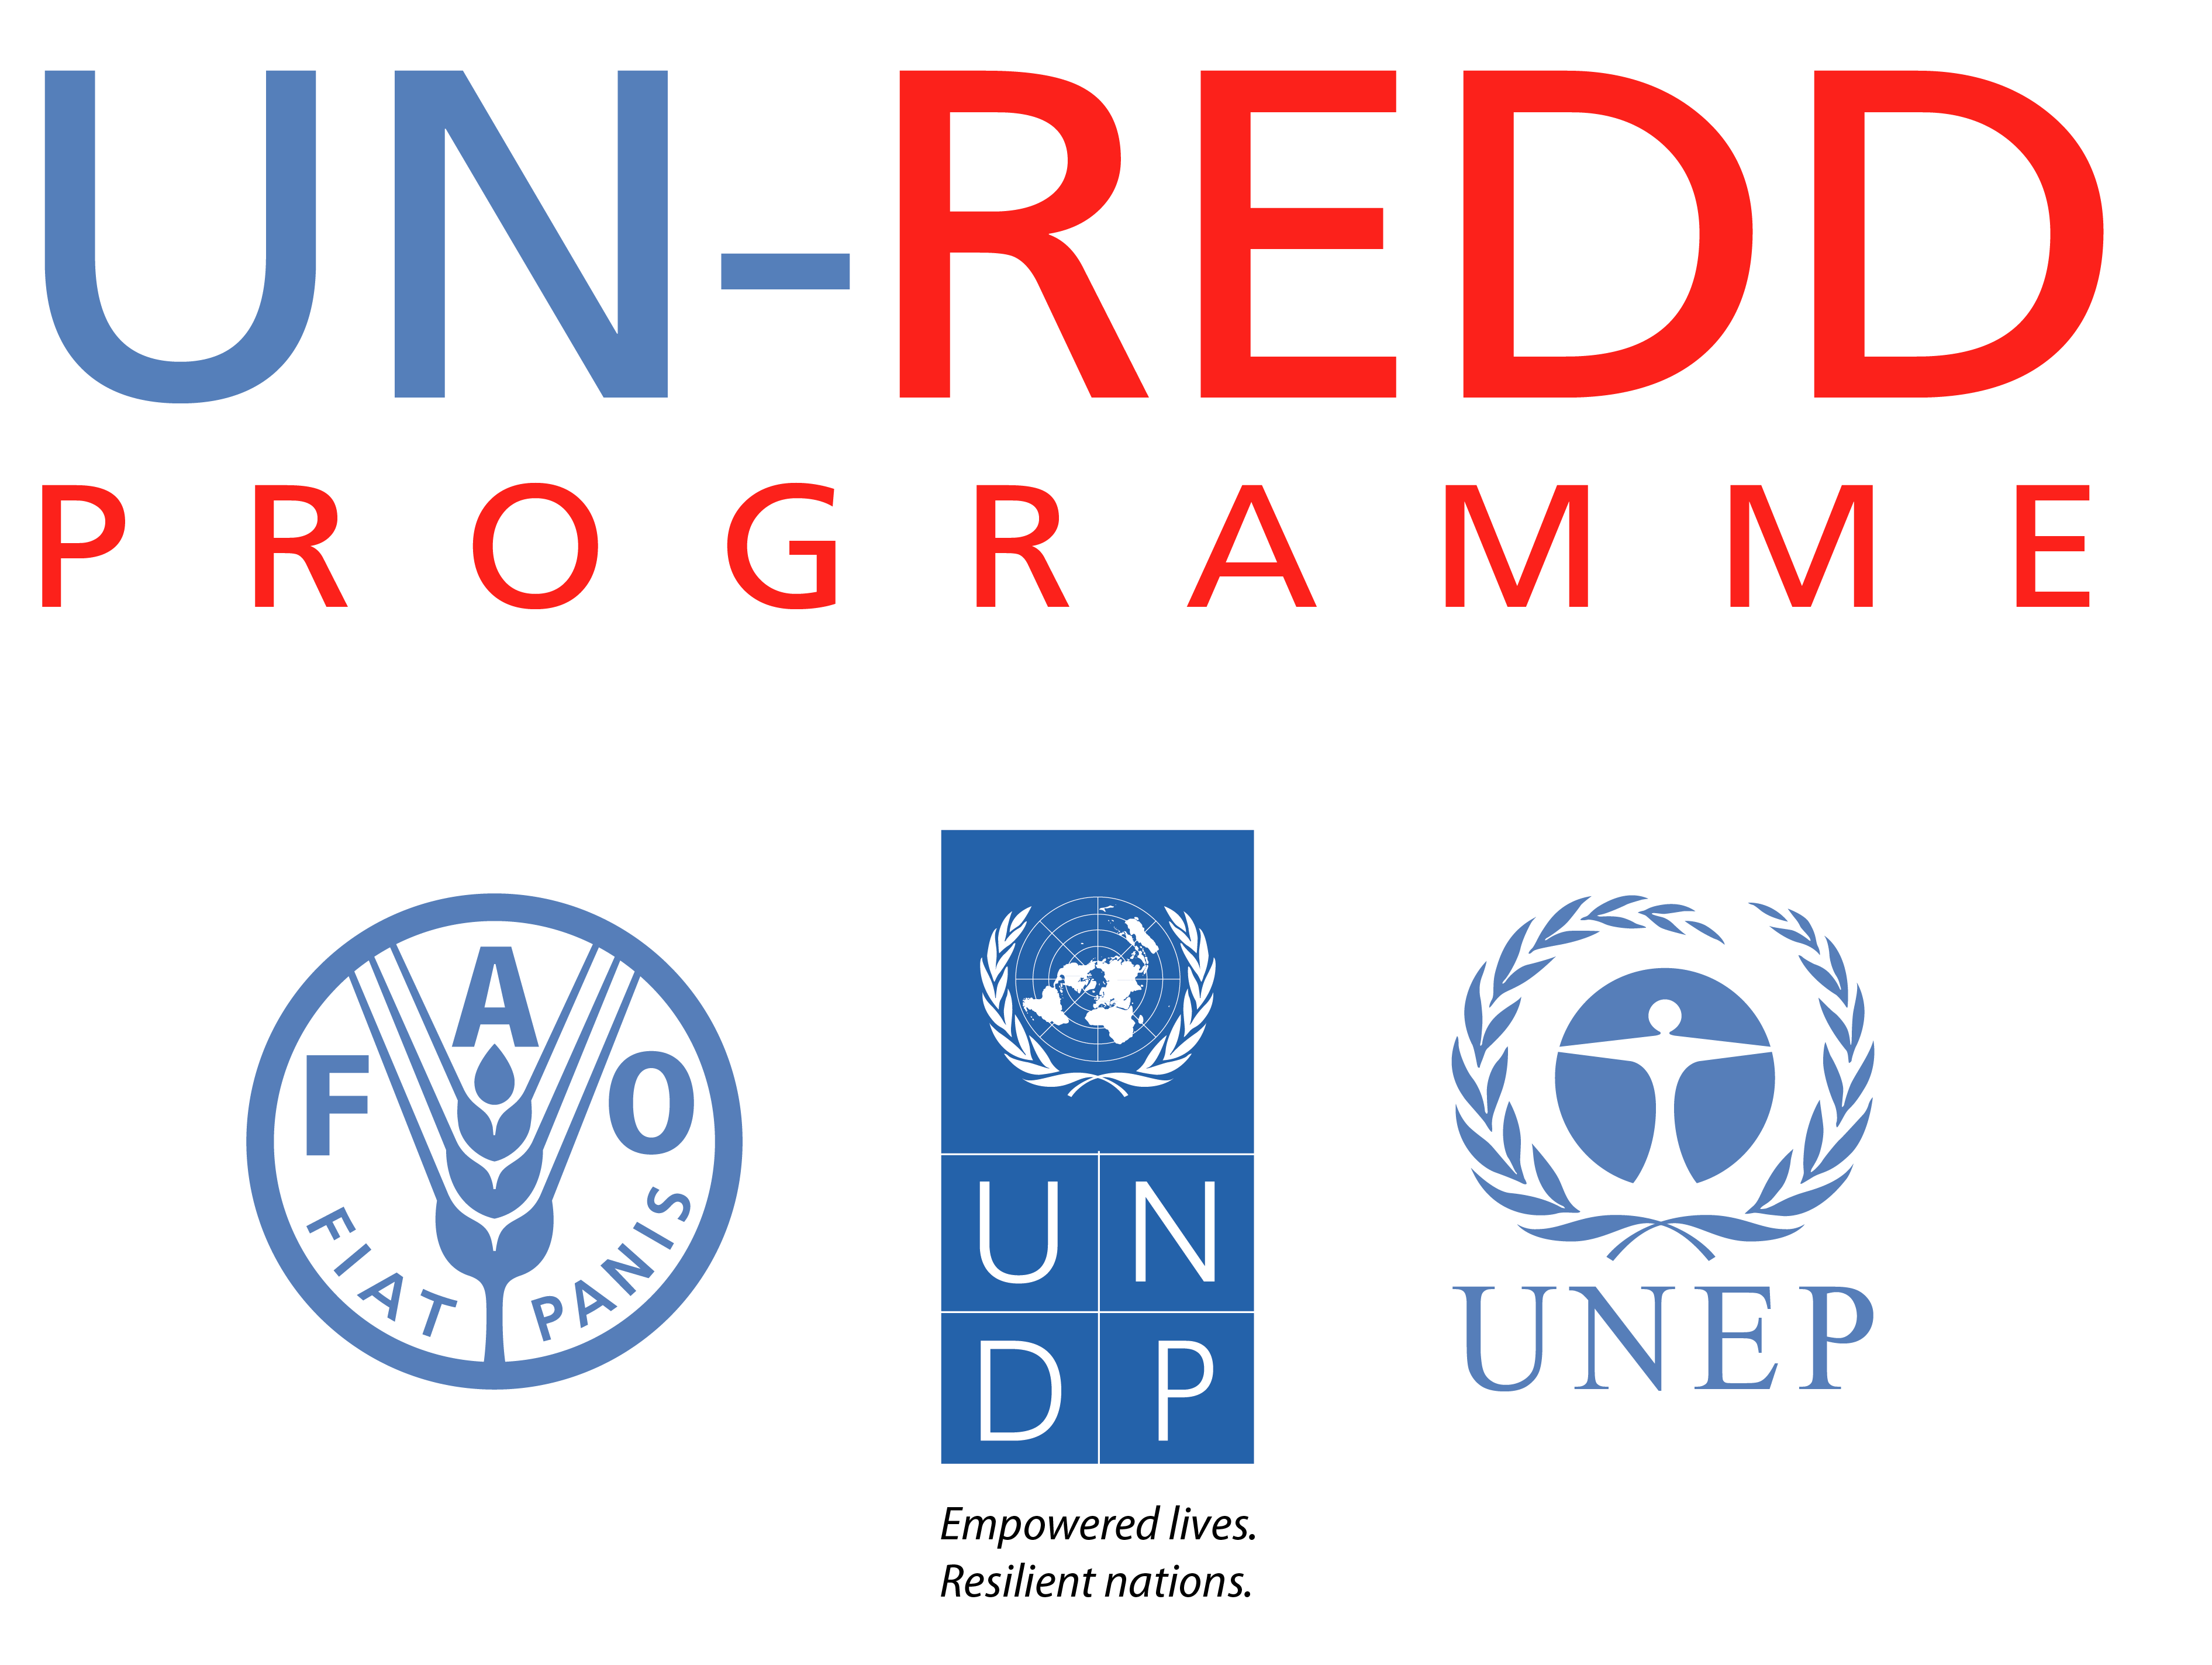 UN-REDD
PROGRAMME
FAO
FIAT PANIS
UN
DP
Empowered lives.
Resilient nations.
UNEP